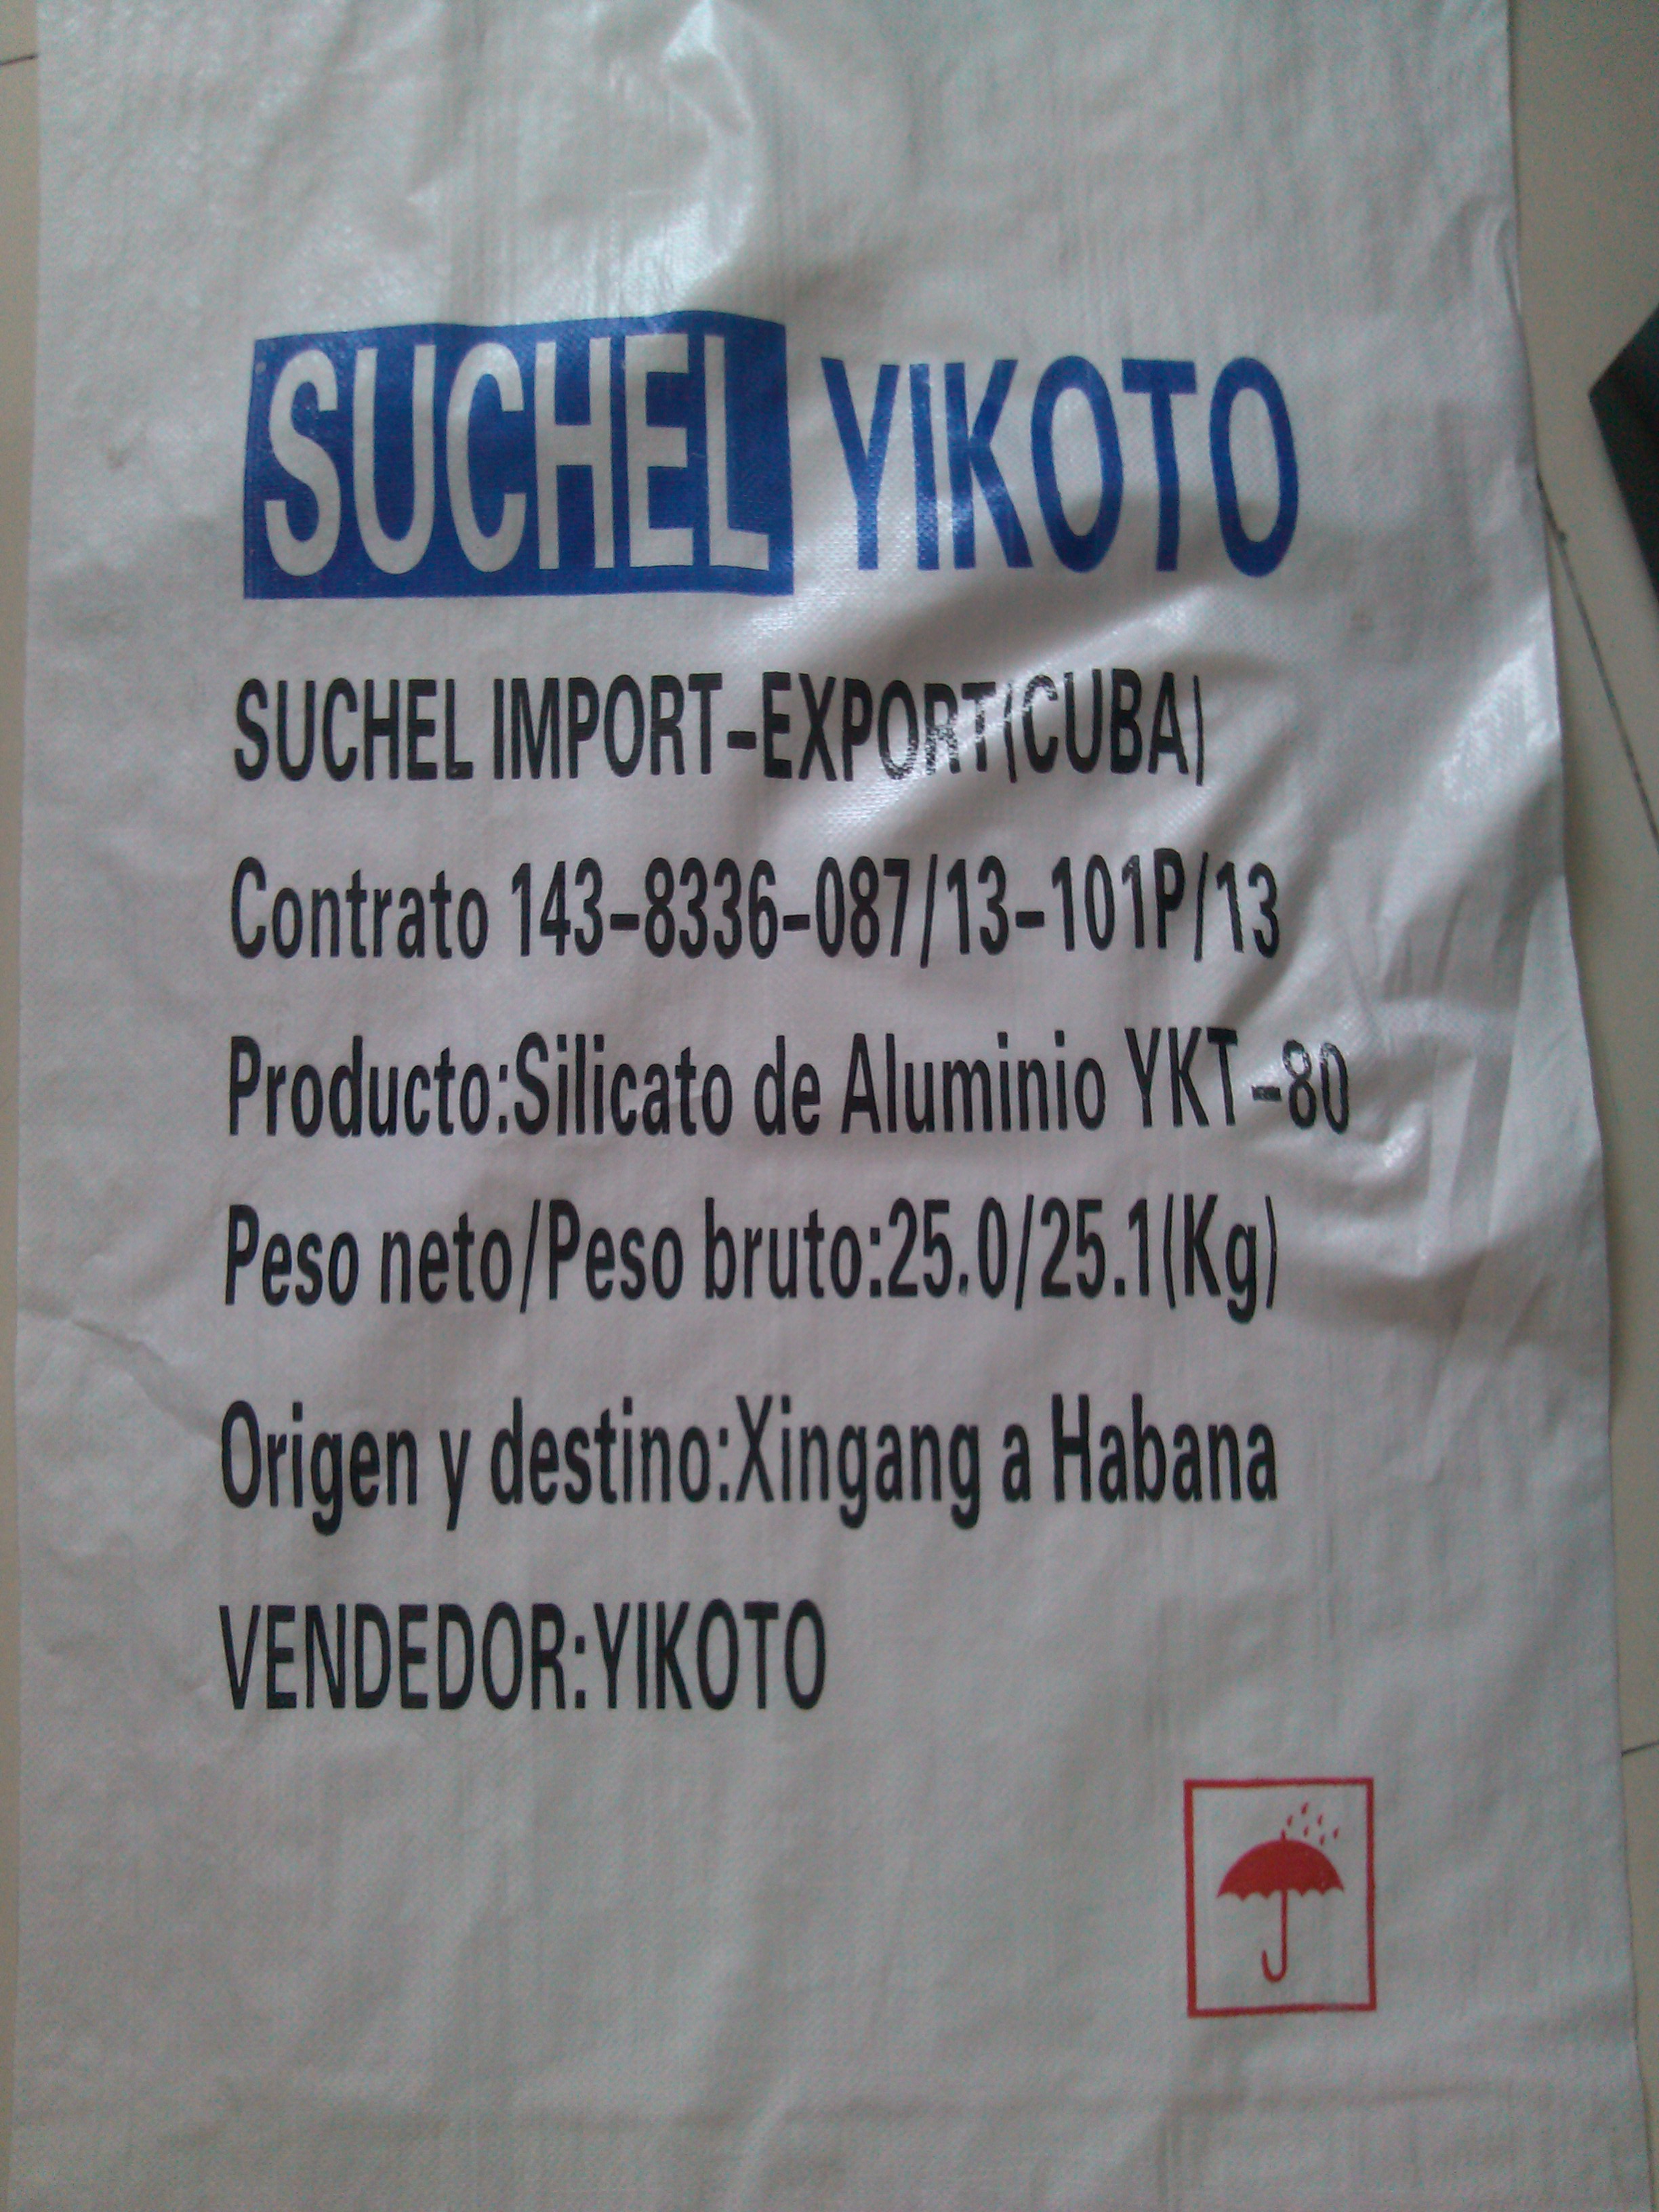 SUCHEL YIKOTO
SUCHEL IMPORT-EXPORT(CUBA)
Contrato 143-8336-087/13-101P/13
Producto:Silicato de Aluminio YKT-80
Peso neto/Peso bruto:25.0/25.1(Kg)
Origen y destino:Xingang a Habana
VENDEDOR:YIKOTO